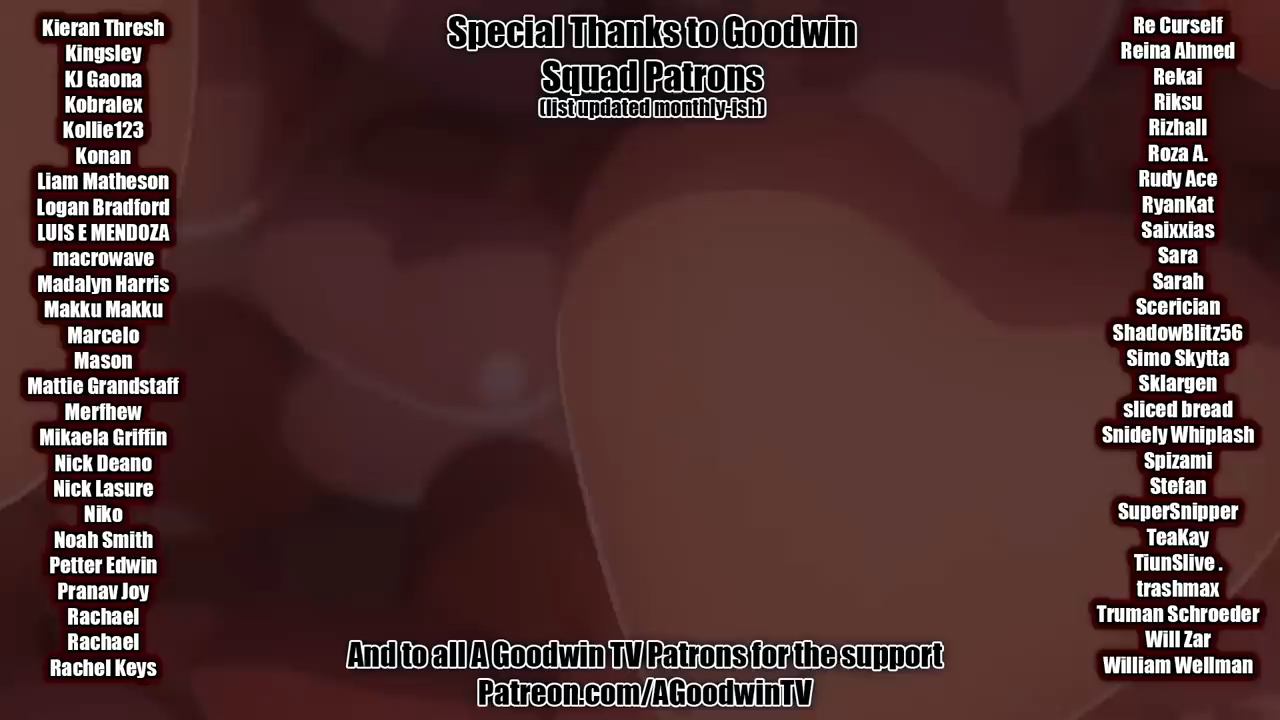 Special Thanks to Goodwin
Squad Patrons
(list updated monthly-ish)
Kieran Thresh
Kingsley
KJ Gaona
Kobralex
Kollie123
Konan
Liam Matheson
Logan Bradford
LUIS E MENDOZA
macrowave
Madalyn Harris
Makku Makku
Marcelo
Mason
Mattie Grandstaff
Merfhew
Mikaela Griffin
Nick Deano
Nick Lasure
Niko
Noah Smith
Petter Edwin
Pranav Joy
Rachael
Rachael
Rachel Keys
Re Curself
Reina Ahmed
Rekai
Riksu
Rizhall
Roza A.
Rudy Ace
RyanKat
Saixxias
Sara
Sarah
Scerician
ShadowBlitz56
Simo Skytta
Sklargen
sliced bread
Snidely Whiplash
Spizami
Stefan
SuperSnipper
TeaKay
TiunSlive .
trashmax
Truman Schroeder
Will Zar
William Wellman
And to all A Goodwin TV Patrons for the support
Patreon.com/AGoodwinTV